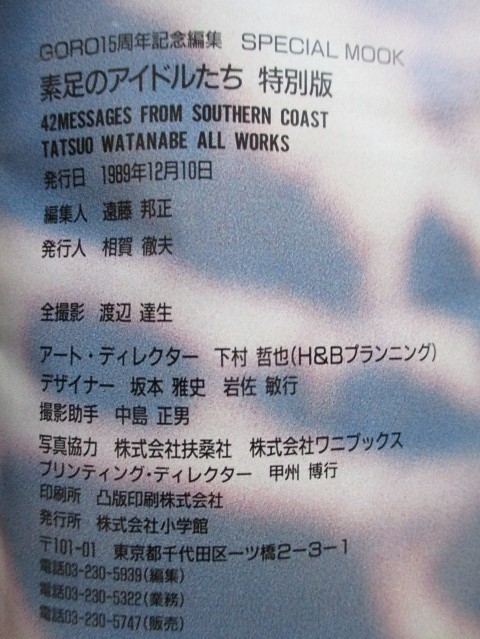 GORO15周年記念編集 SPECIAL MOOK
素足のアイドルたち 特別版
42MESSAGES FROM SOUTHERN COAST
TATSUO WATANABE ALL WORKS
発行日 1989年12月10日
編集人 遠藤 邦正
発行人 相賀 徹夫
全撮影 渡辺 達生
アート・ディレクター 下村 哲也(H&Bプランニング)
デザイナー 坂本 雅史 岩佐 敏行
撮影助手 中島 正男
写真協力 株式会社扶桑社 株式会社ワニブックス
プリンティング・ディレクター 甲州 博行
印刷所 凸版印刷株式会社
発行所 株式会社小学館
〒101-01 東京都千代田区一ツ橋2-3-1
電話03-230-5939(編集)
電話03-230-5322(業務)
電話03-230-5747(販売)